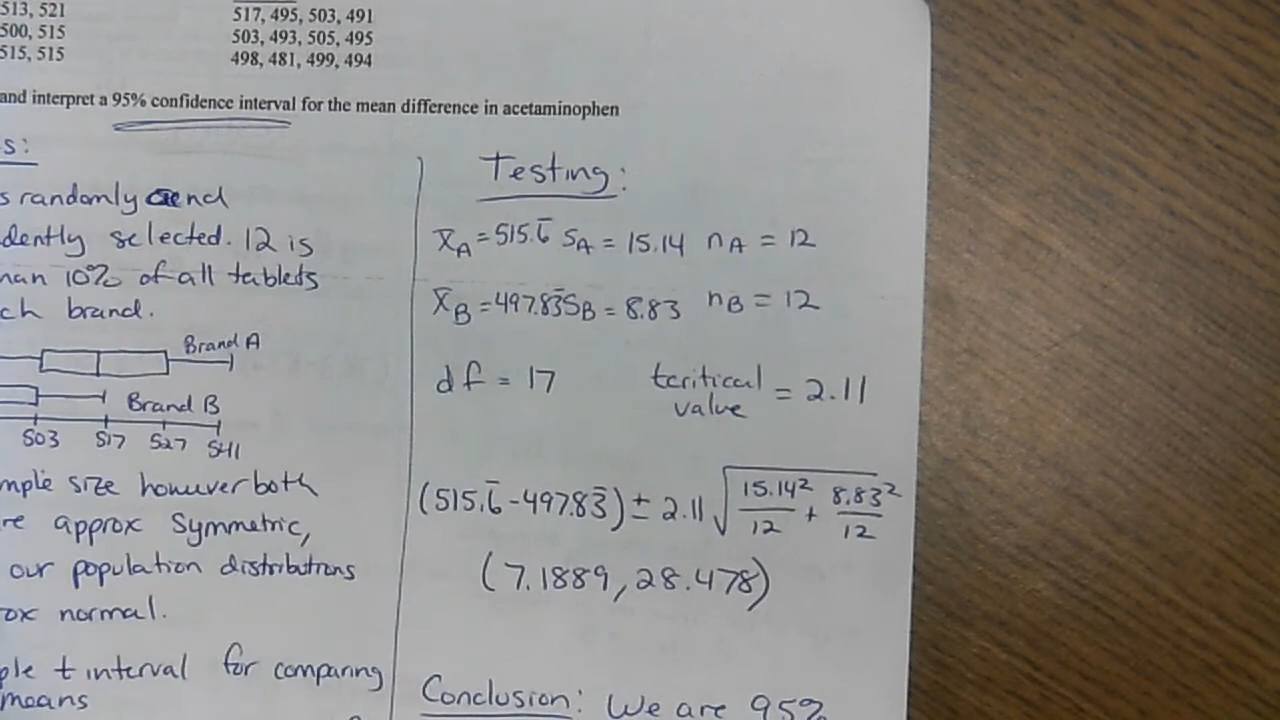 513, 521
500, 515
515, 515
517, 495, 503, 491
503, 493, 505, 495
498, 481, 499, 494
and interpret a 95% confidence interval for the mean difference in acetaminophen
s:
s randomly and
dently selected. 12 is
han 10% of all tablets
ch brand.
Brand A
Brand B
503 517 527 541
mple size howuver both
re approx symmetric,
our population distributions
ox normal.
ple t interval for comparing
means
Testing:
x̄A = 515.6̅ SA = 15.14 nA = 12
x̄B = 497.83̅ SB = 8.83 nB = 12
df = 17 tcritical value = 2.11
(515.6̅ - 497.83̅) ± 2.11 √(15.14²/12 + 8.83²/12)
(7.1889, 28.478)
Conclusion: We are 95%